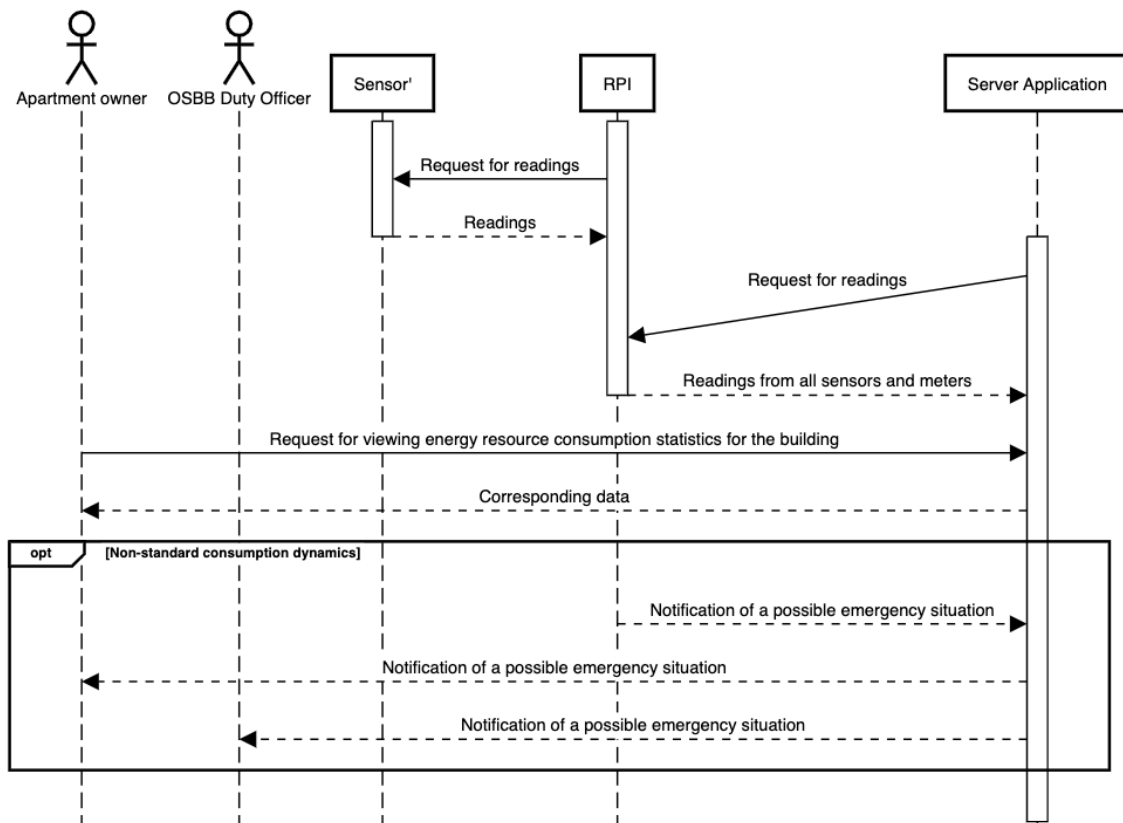 Apartment owner
OSBB Duty Officer
Sensor'
RPI
Server Application
Request for readings
Readings
Request for readings
Readings from all sensors and meters
Request for viewing energy resource consumption statistics for the building
Corresponding data
opt
[Non-standard consumption dynamics]
Notification of a possible emergency situation
Notification of a possible emergency situation
Notification of a possible emergency situation